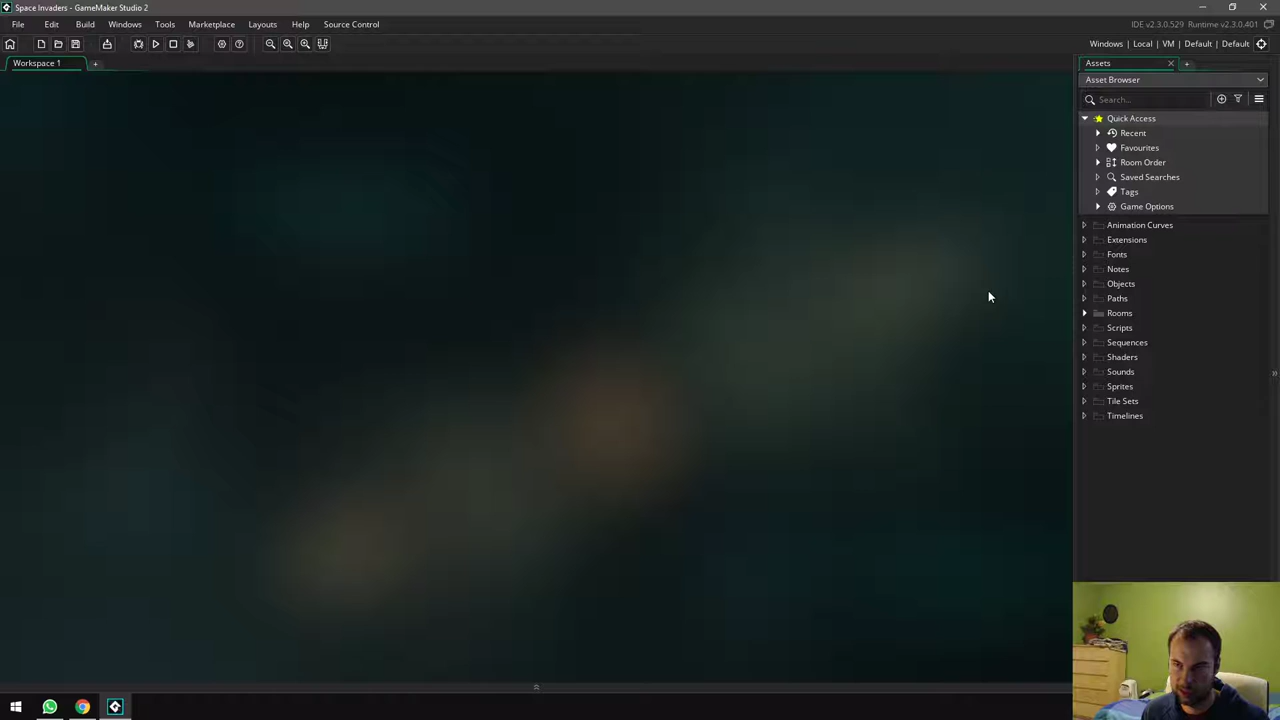 Space Invaders - GameMaker Studio 2
File Edit Build Windows Tools Marketplace Layouts Help Source Control
IDE v2.3.0.529 Runtime v2.3.0.401
Windows | Local | VM | Default | Default
Workspace 1
Assets
Asset Browser
Search...
Quick Access
Recent
Favourites
Room Order
Saved Searches
Tags
Game Options
Animation Curves
Extensions
Fonts
Notes
Objects
Paths
Rooms
Scripts
Sequences
Shaders
Sounds
Sprites
Tile Sets
Timelines